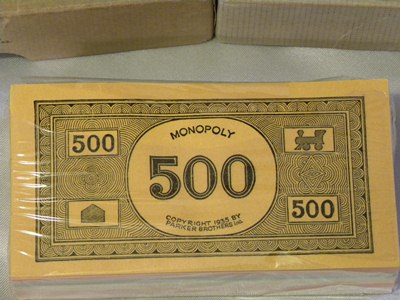 MONOPOLY
500
500
COPYRIGHT 1935 BY
PARKER BROTHERS INC.
500